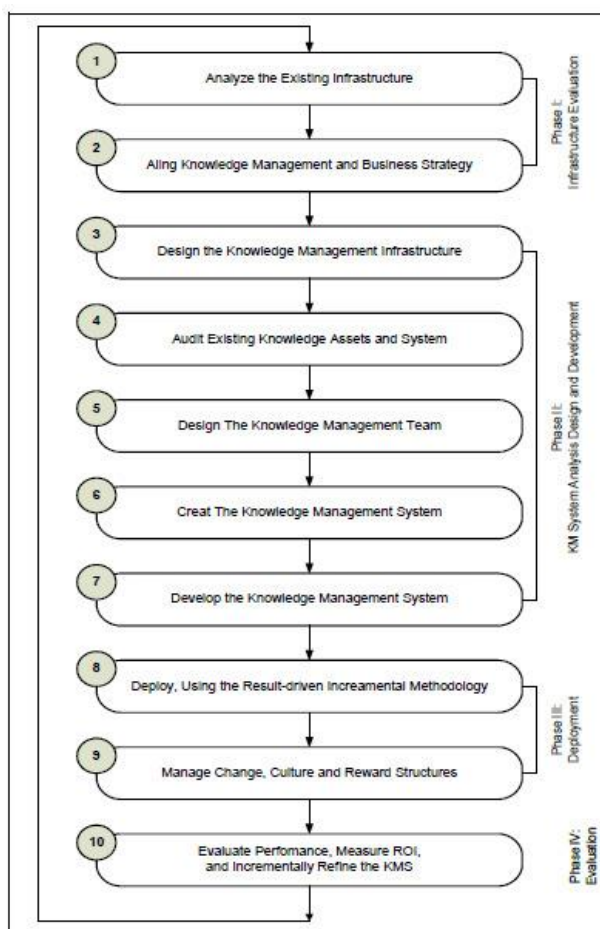 1
Analyze the Existing Infrastructure
2
Aling Knowledge Management and Business Strategy
Phase I:
Infrastructure Evaluation
3
Design the Knowledge Management Infrastructure
4
Audit Existing Knowledge Assets and System
5
Design The Knowledge Management Team
6
Creat The Knowledge Management System
7
Develop the Knowledge Management System
Phase II:
KM System Analysis Design and Development
8
Deploy, Using the Result-driven Increamental Methodology
9
Manage Change, Culture and Reward Structures
Phase III:
Deployment
10
Evaluate Perfomance, Measure ROI,
and Incrementally Refine the KMS
Phase IV:
Evaluation